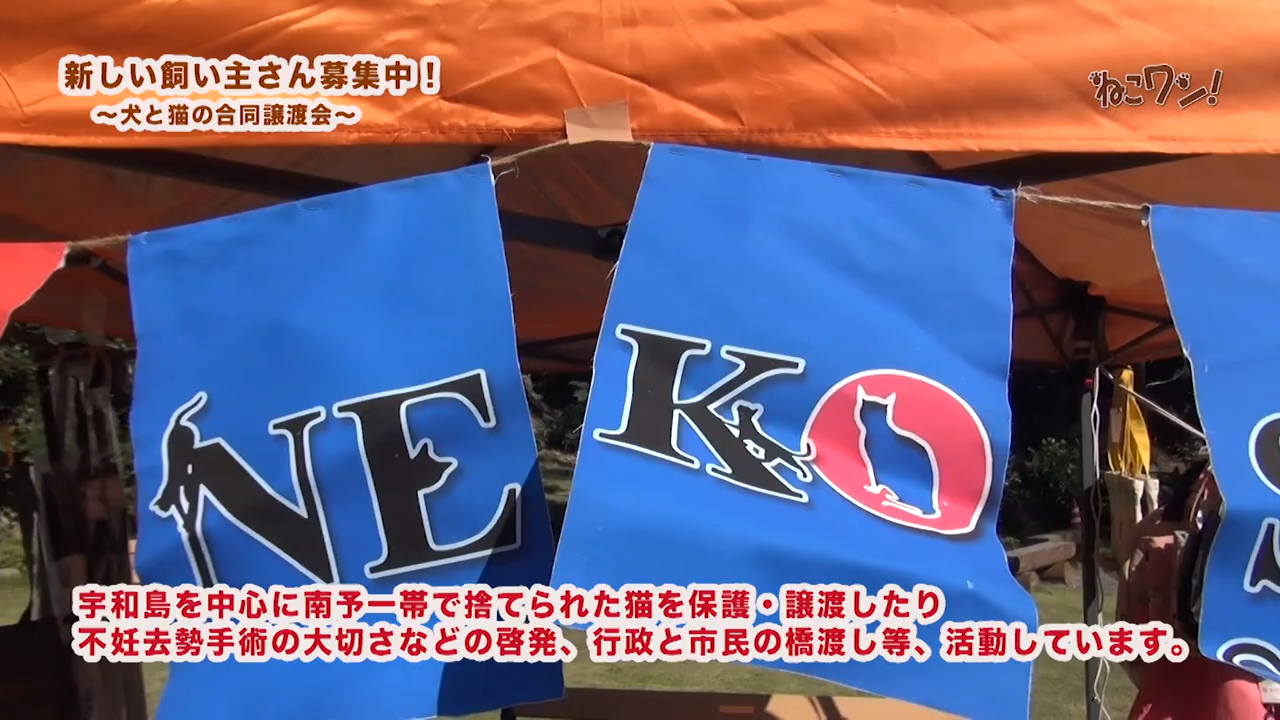 新しい飼い主さん募集中！
～犬と猫の合同譲渡会～
ねこワン!
NE
KO
宇和島を中心に南予一帯で捨てられた猫を保護・譲渡したり
不妊去勢手術の大切さなどの啓発、行政と市民の橋渡し等、活動しています。